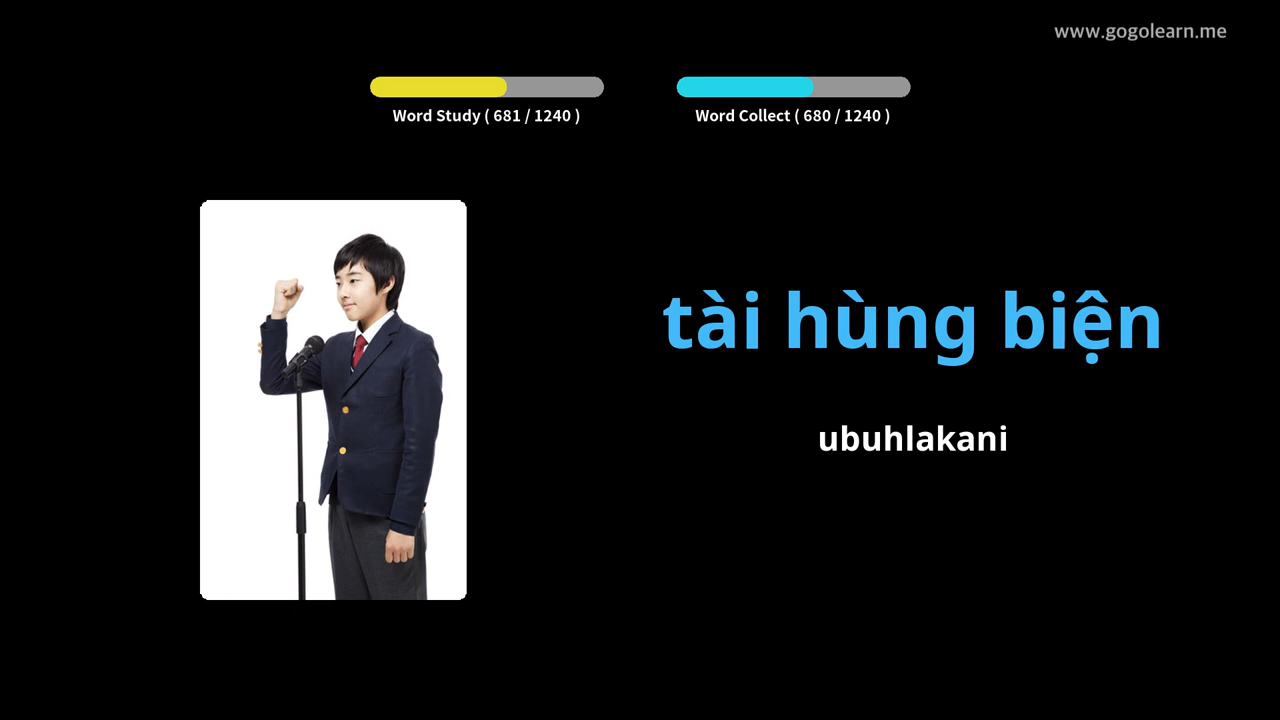 www.gogolearn.me
Word Study ( 681 / 1240 )
Word Collect ( 680 / 1240 )
tài hùng biện
ubuhlakani